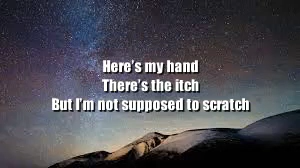 Here's my hand
There's the itch
But I'm not supposed to scratch